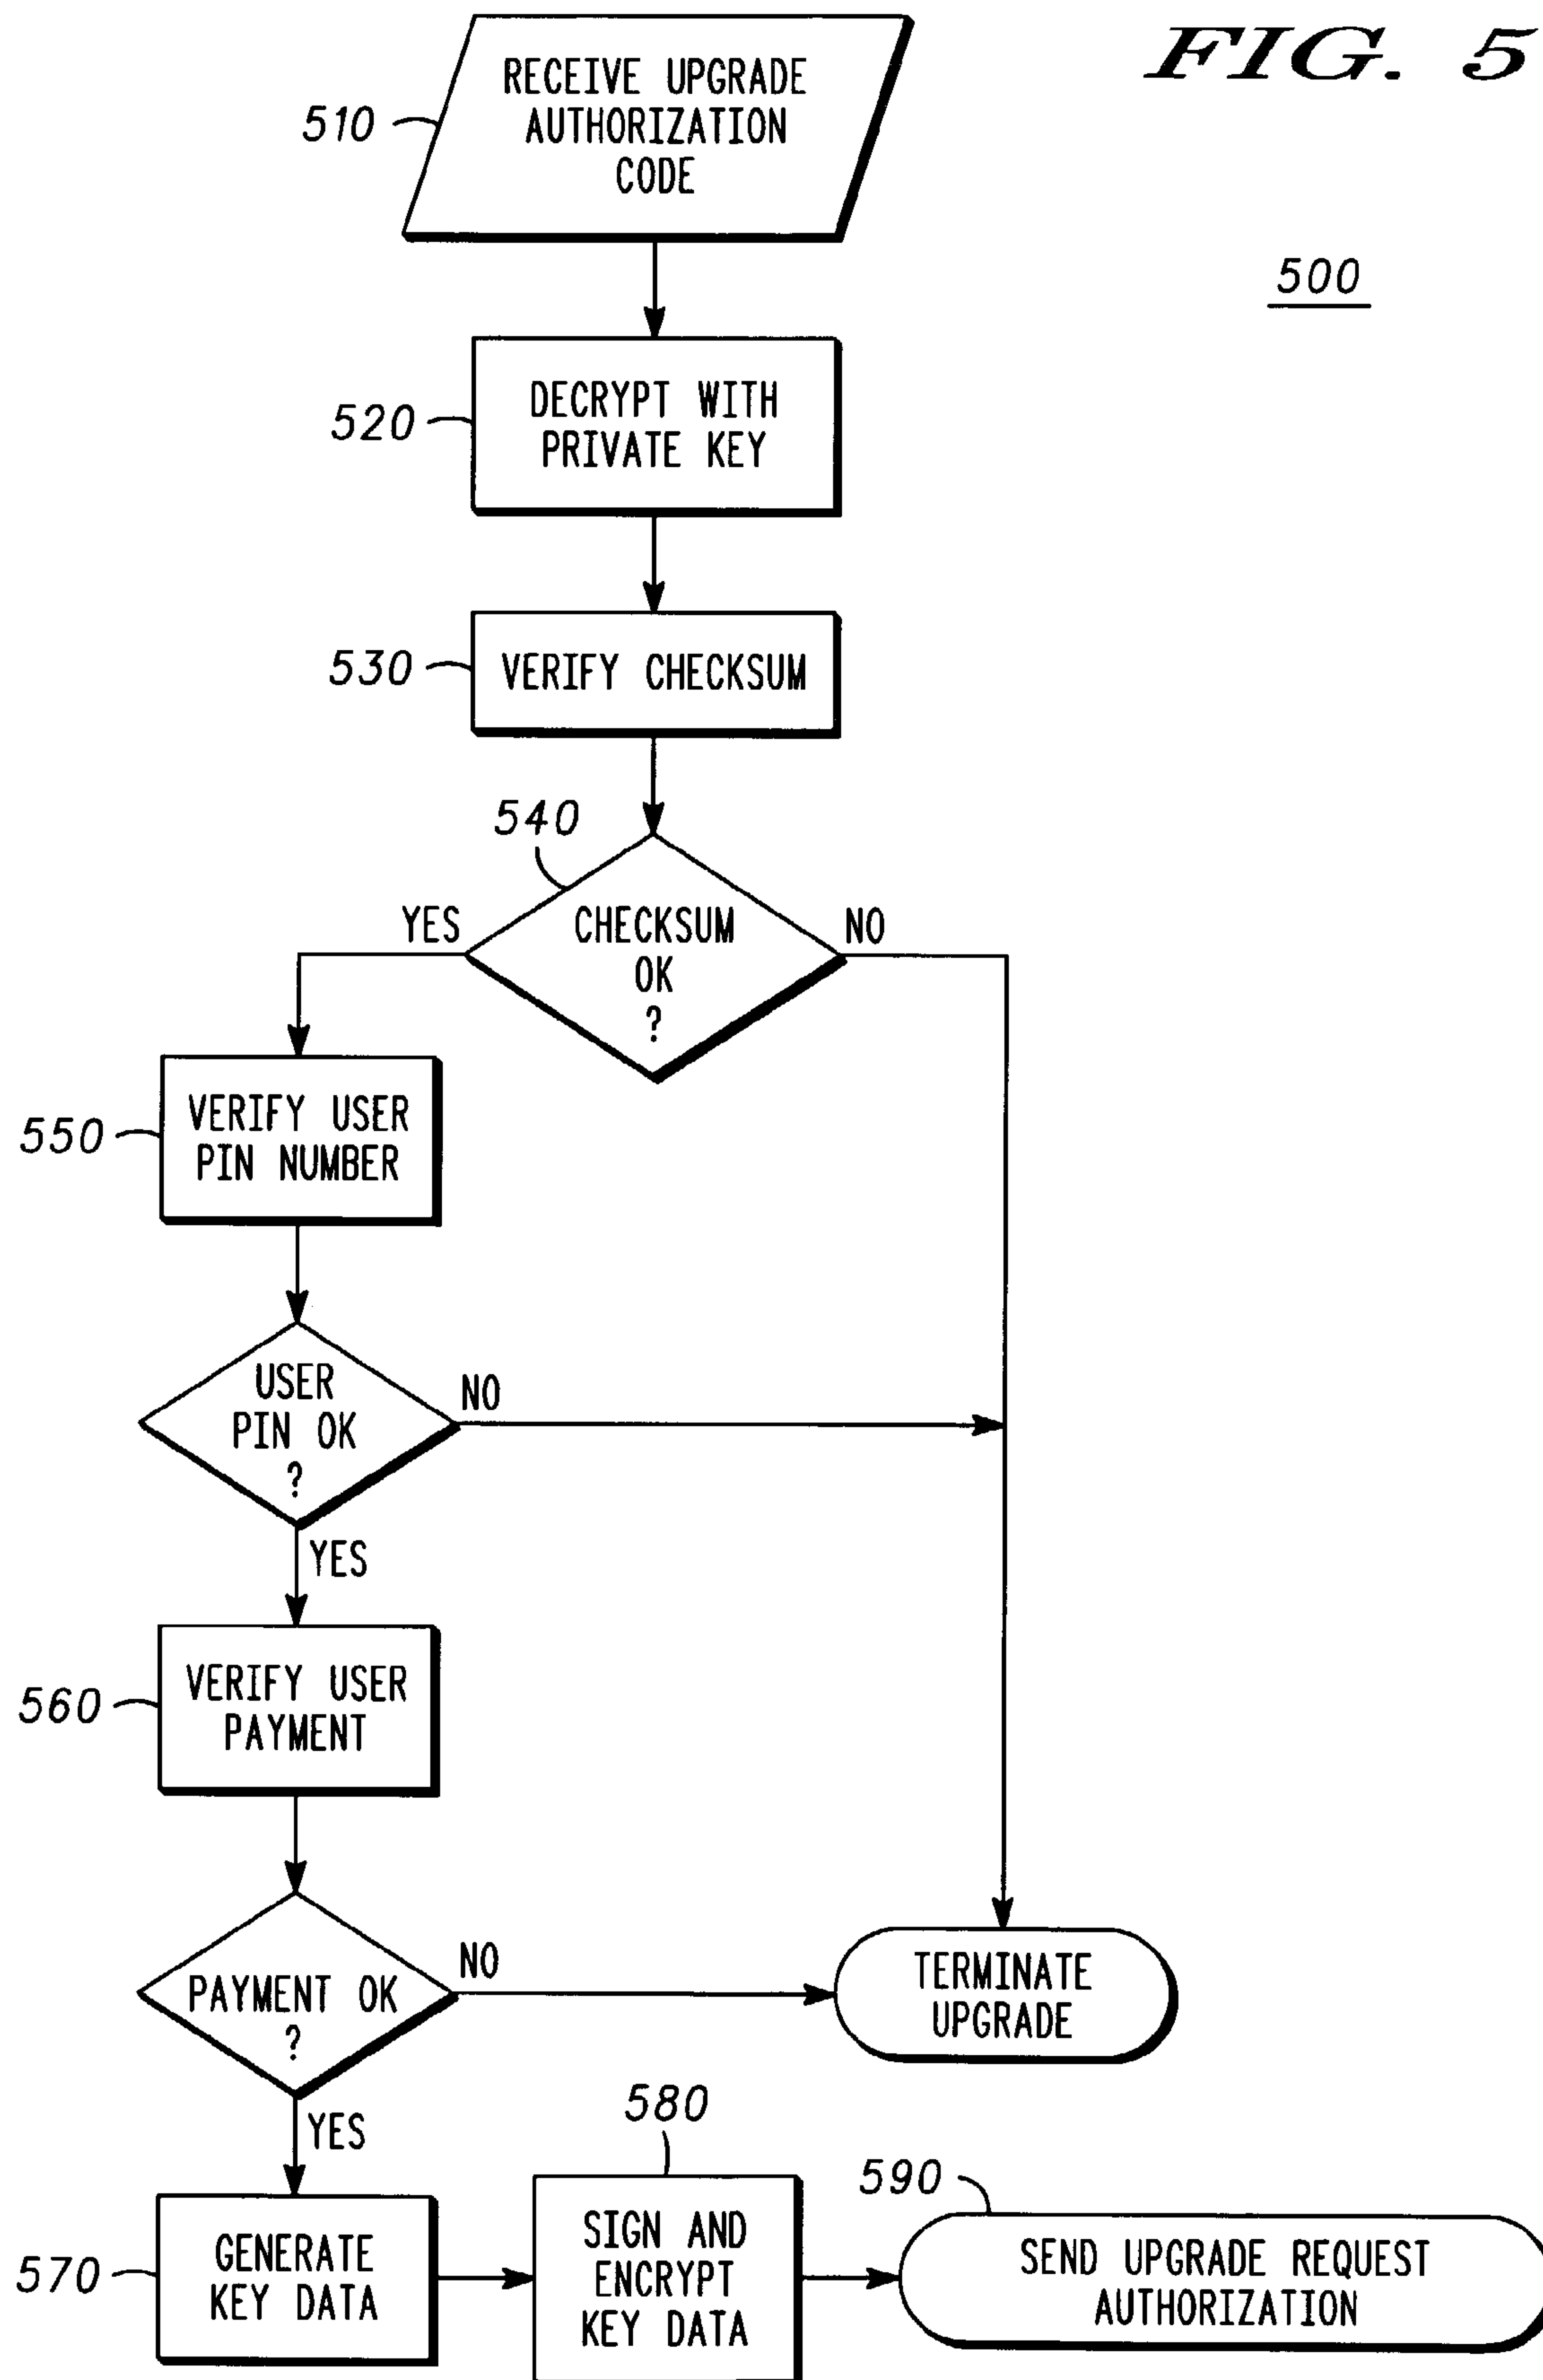 FIG. 5
RECEIVE UPGRADE
AUTHORIZATION
CODE
510
500
DECRYPT WITH
PRIVATE KEY
520
VERIFY CHECKSUM
530
540
YES
CHECKSUM
OK
?
NO
VERIFY USER
PIN NUMBER
550
USER
PIN OK
?
NO
YES
VERIFY USER
PAYMENT
560
PAYMENT OK
?
NO
TERMINATE
UPGRADE
YES
580
590
GENERATE
KEY DATA
570
SIGN AND
ENCRYPT
KEY DATA
SEND UPGRADE REQUEST
AUTHORIZATION